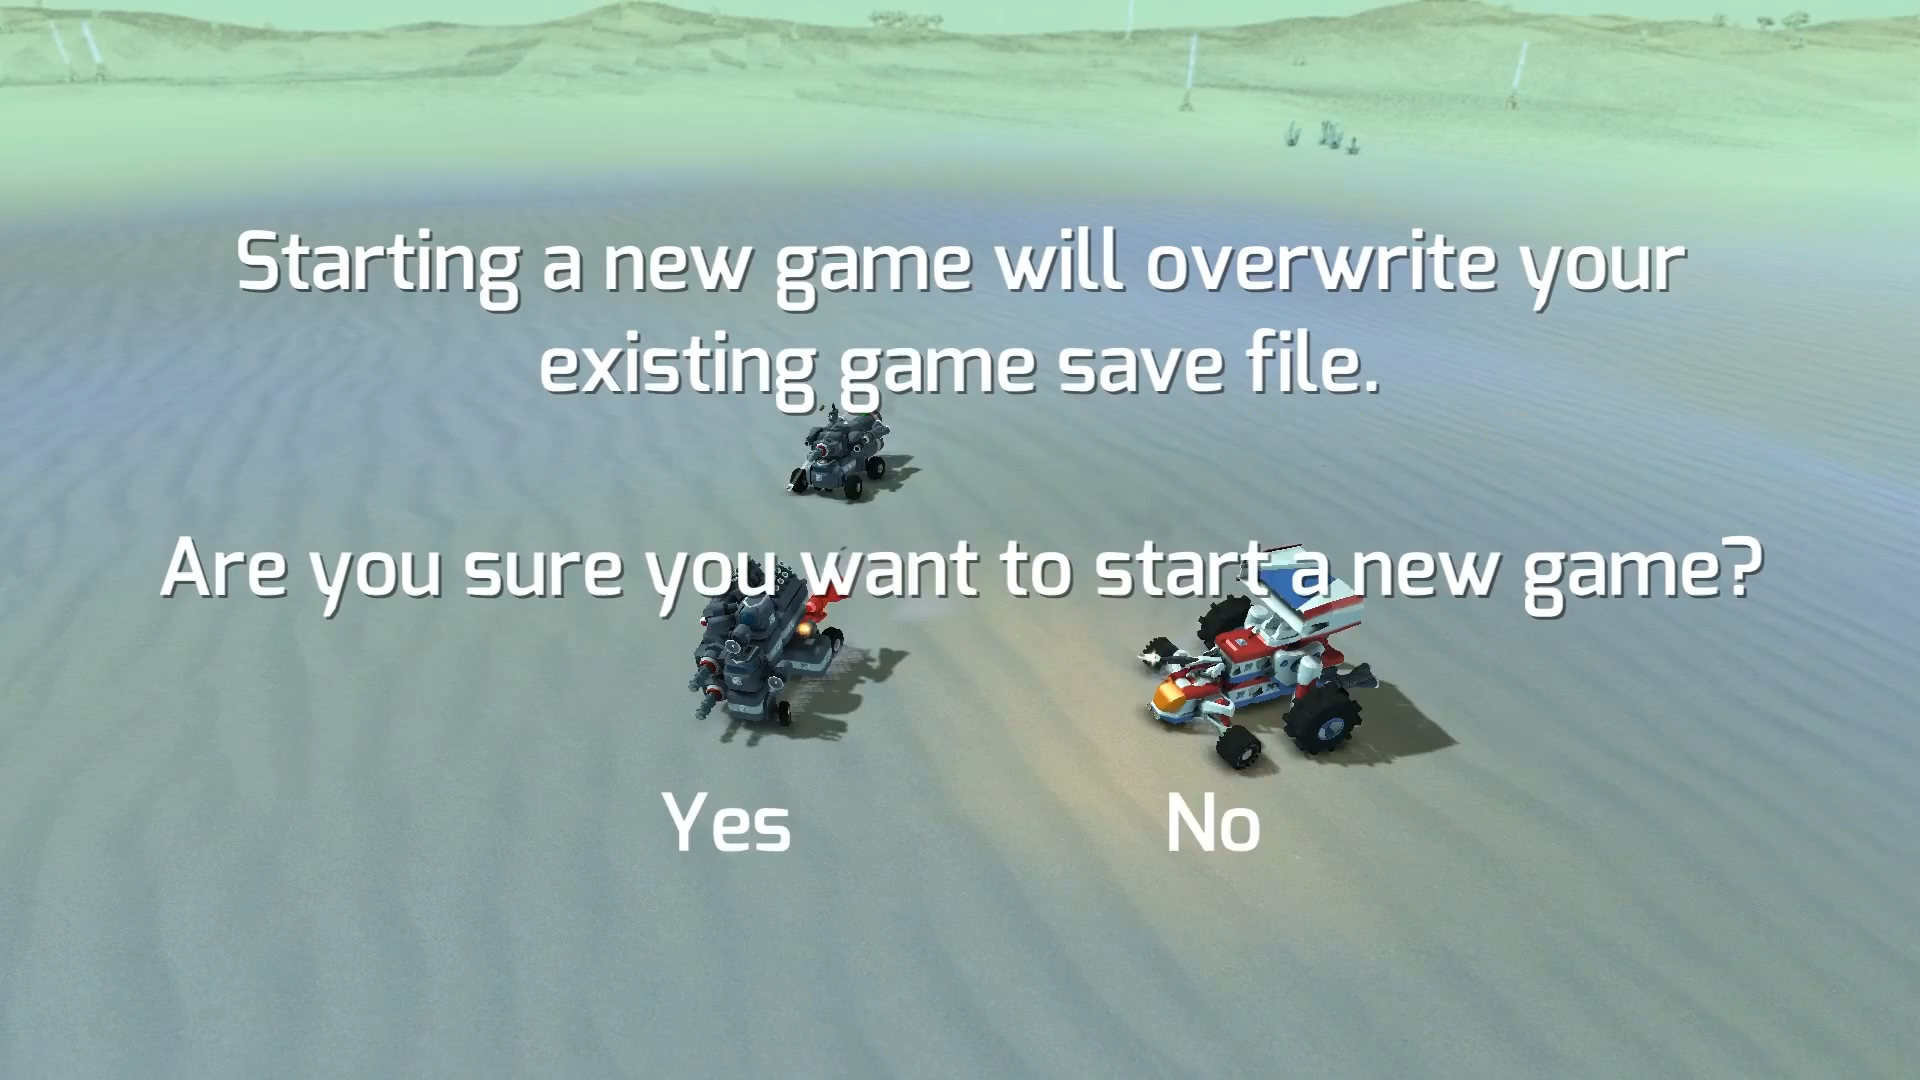 Starting a new game will overwrite your
existing game save file.
Are you sure you want to start a new game?
Yes
No